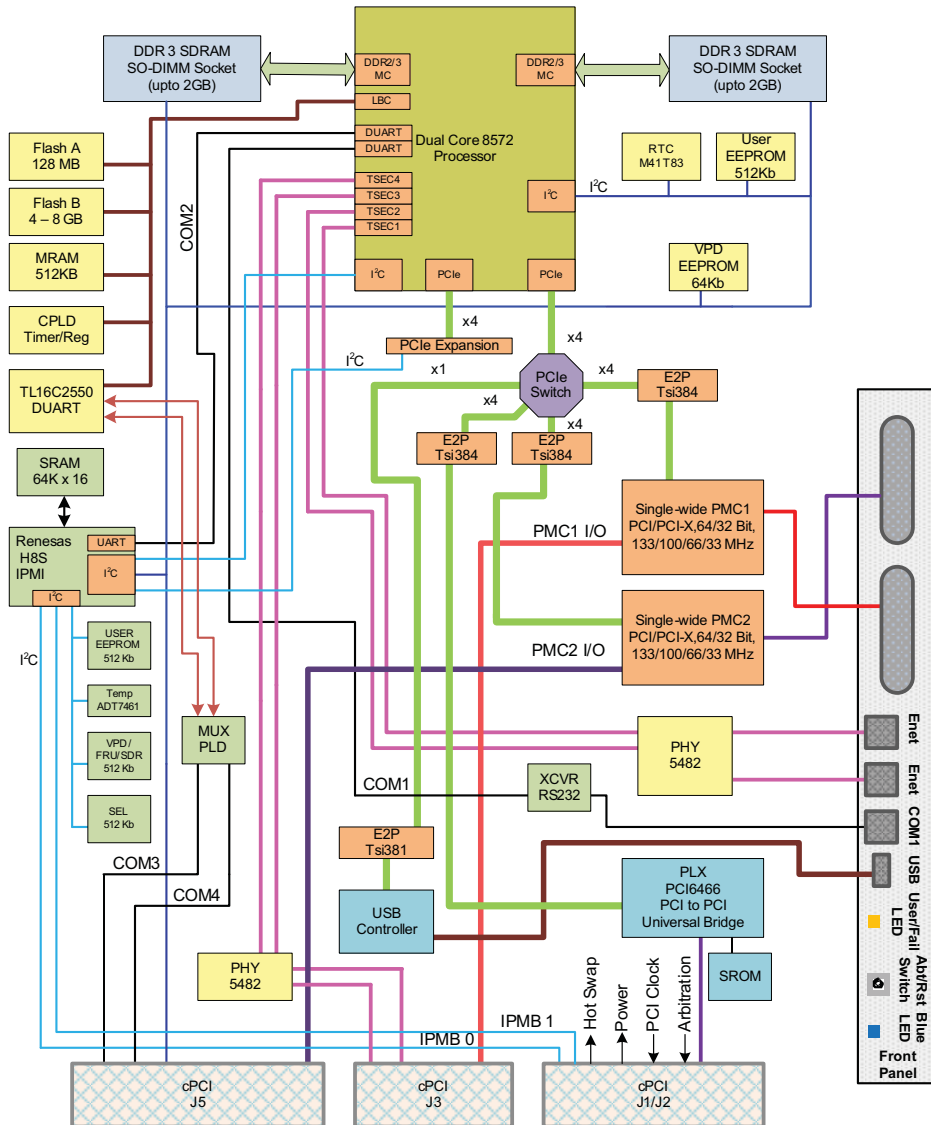 DDR 3 SDRAM
SO-DIMM Socket
(upto 2GB)
DDR2/3
MC
DDR2/3
MC
DDR 3 SDRAM
SO-DIMM Socket
(upto 2GB)
LBC
DUART
DUART
Dual Core 8572
Processor
TSEC4
TSEC3
TSEC2
TSEC1
I²C
I²C
PCIe
PCIe
I²C
RTC
M41T83
User
EEPROM
512Kb
VPD
EEPROM
64Kb
Flash A
128 MB
Flash B
4 – 8 GB
MRAM
512KB
CPLD
Timer/Reg
TL16C2550
DUART
COM2
x4
x4
PCIe Expansion
I²C
x1
PCIe
Switch
x4
x4
x4
E2P
Tsi384
E2P
Tsi384
E2P
Tsi384
SRAM
64K x 16
Renesas
H8S
IPMI
UART
I²C
I²C
I²C
Single-wide PMC1
PCI/PCI-X,64/32 Bit,
133/100/66/33 MHz
PMC1 I/O
Single-wide PMC2
PCI/PCI-X,64/32 Bit,
133/100/66/33 MHz
PMC2 I/O
USER
EEPROM
512 Kb
Temp
ADT7461
VPD /
FRU/SDR
512 Kb
SEL
512 Kb
MUX
PLD
PHY
5482
COM1
XCVR
RS232
E2P
Tsi381
COM3
COM4
USB
Controller
PLX
PCI6466
PCI to PCI
Universal Bridge
SROM
PHY
5482
IPMB 1
IPMB 0
Hot Swap
Power
PCI Clock
Arbitration
Enet
Enet
COM1
USB
User/Fail
LED
Abt/Rst
Switch
Blue
LED
Front
Panel
cPCI
J5
cPCI
J3
cPCI
J1/J2